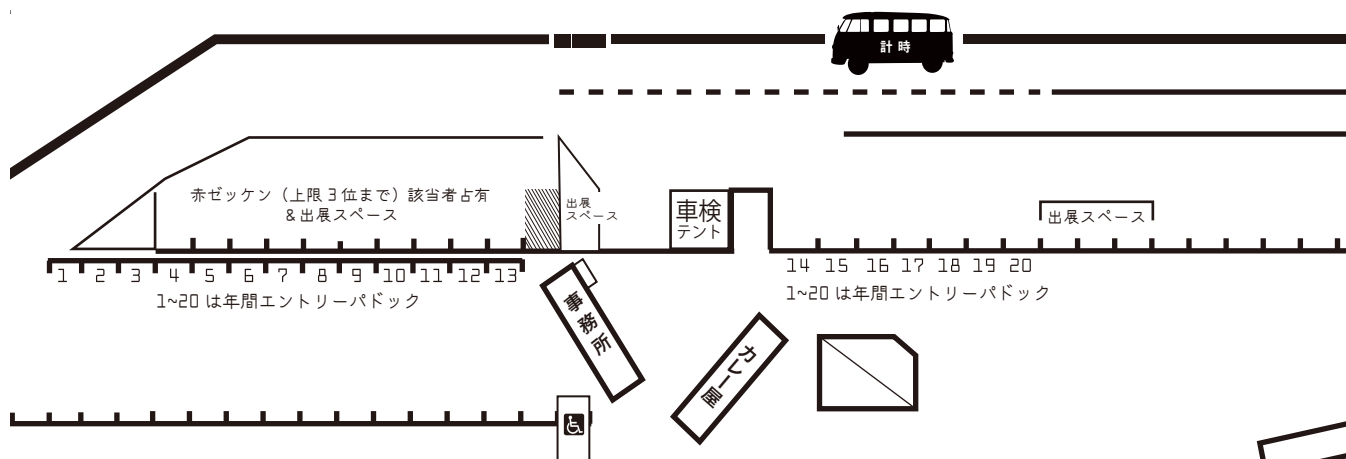 計時
赤ゼッケン（上限3位まで）該当者占有
&出展スペース
出展
スペース
車検
テント
出展スペース
1 2 3 4 5 6 7 8 9 10 11 12 13
1~20 は年間エントリーパドック
14 15 16 17 18 19 20
1~20 は年間エントリーパドック
事務所
カレー屋